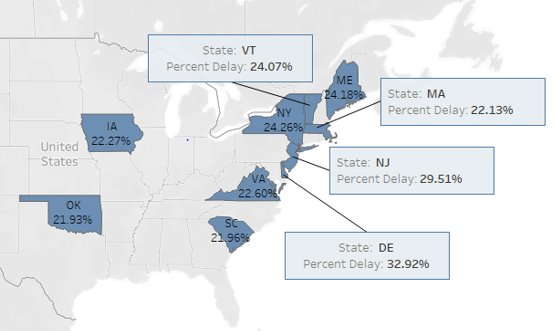 State: VT
Percent Delay: 24.07%
ME
24.18%
State: MA
Percent Delay: 22.13%
NY
24.26%
IA
22.27%
United
States
State: NJ
Percent Delay: 29.51%
VA
22.60%
OK
21.93%
SC
21.96%
State: DE
Percent Delay: 32.92%